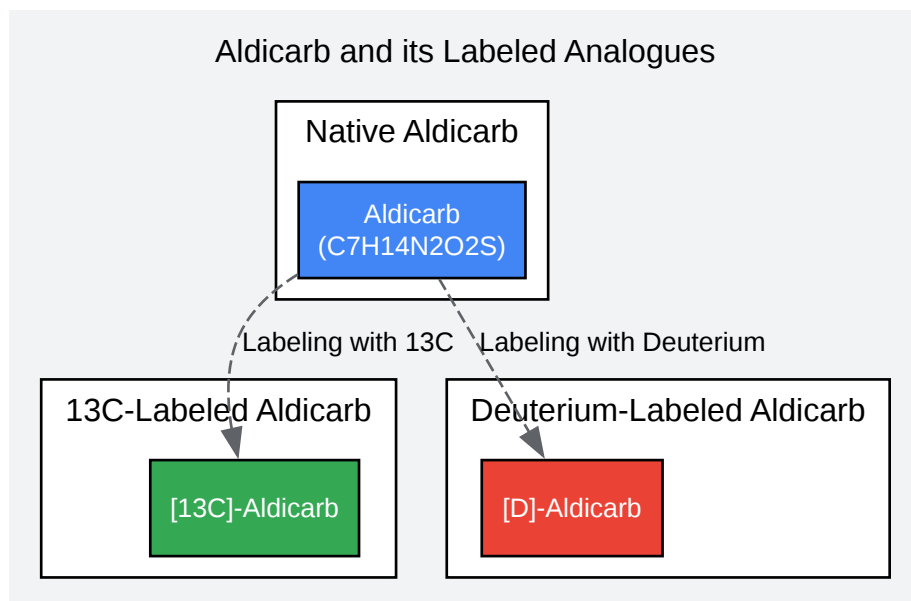 Aldicarb and its Labeled Analogues
Native Aldicarb
Aldicarb
(C7H14N2O2S)
Labeling with 13C
Labeling with Deuterium
13C-Labeled Aldicarb
Deuterium-Labeled Aldicarb
[13C]-Aldicarb
[D]-Aldicarb